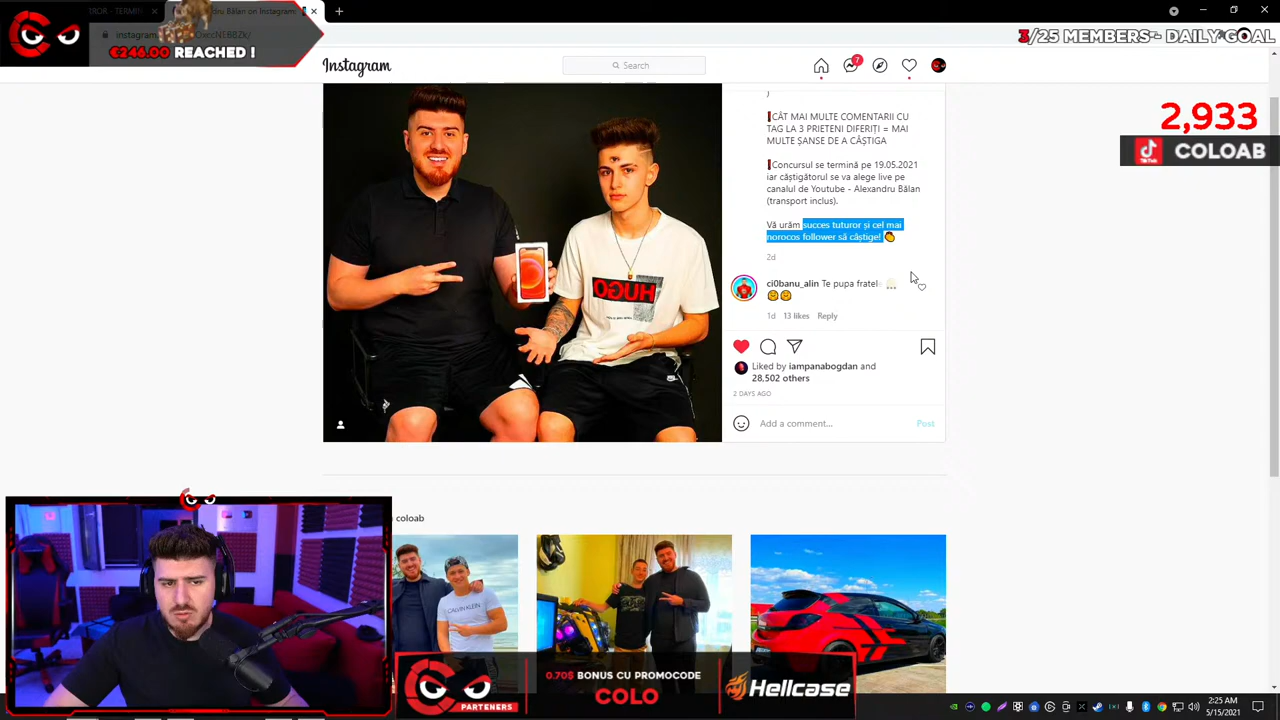 €246.00 REACHED !
3/25 MEMBERS - DAILY GOAL
Instagram
Search
7
2,933
COLOAB
)
❗CÂT MAI MULTE COMENTARII CU
TAG LA 3 PRIETENI DIFERIȚI = MAI
MULTE ȘANSE DE A CÂȘTIGA
❗Concursul se termină pe 19.05.2021
iar câștigătorul se va alege live pe
canalul de Youtube - Alexandru Bălan
(transport inclus).
Vă urăm succes tuturor și cel mai
norocos follower să câștige!
2d
ci0banu_alin Te pupa fratel
1d 13 likes Reply
Liked by iampanabogdan and
28,502 others
2 DAYS AGO
Add a comment... Post
HUGO
coloab
CALVIN KLEIN
PARTENERS
0.70$ BONUS CU PROMOCODE
COLO
Hellcase
2:25 AM
5/15/2021